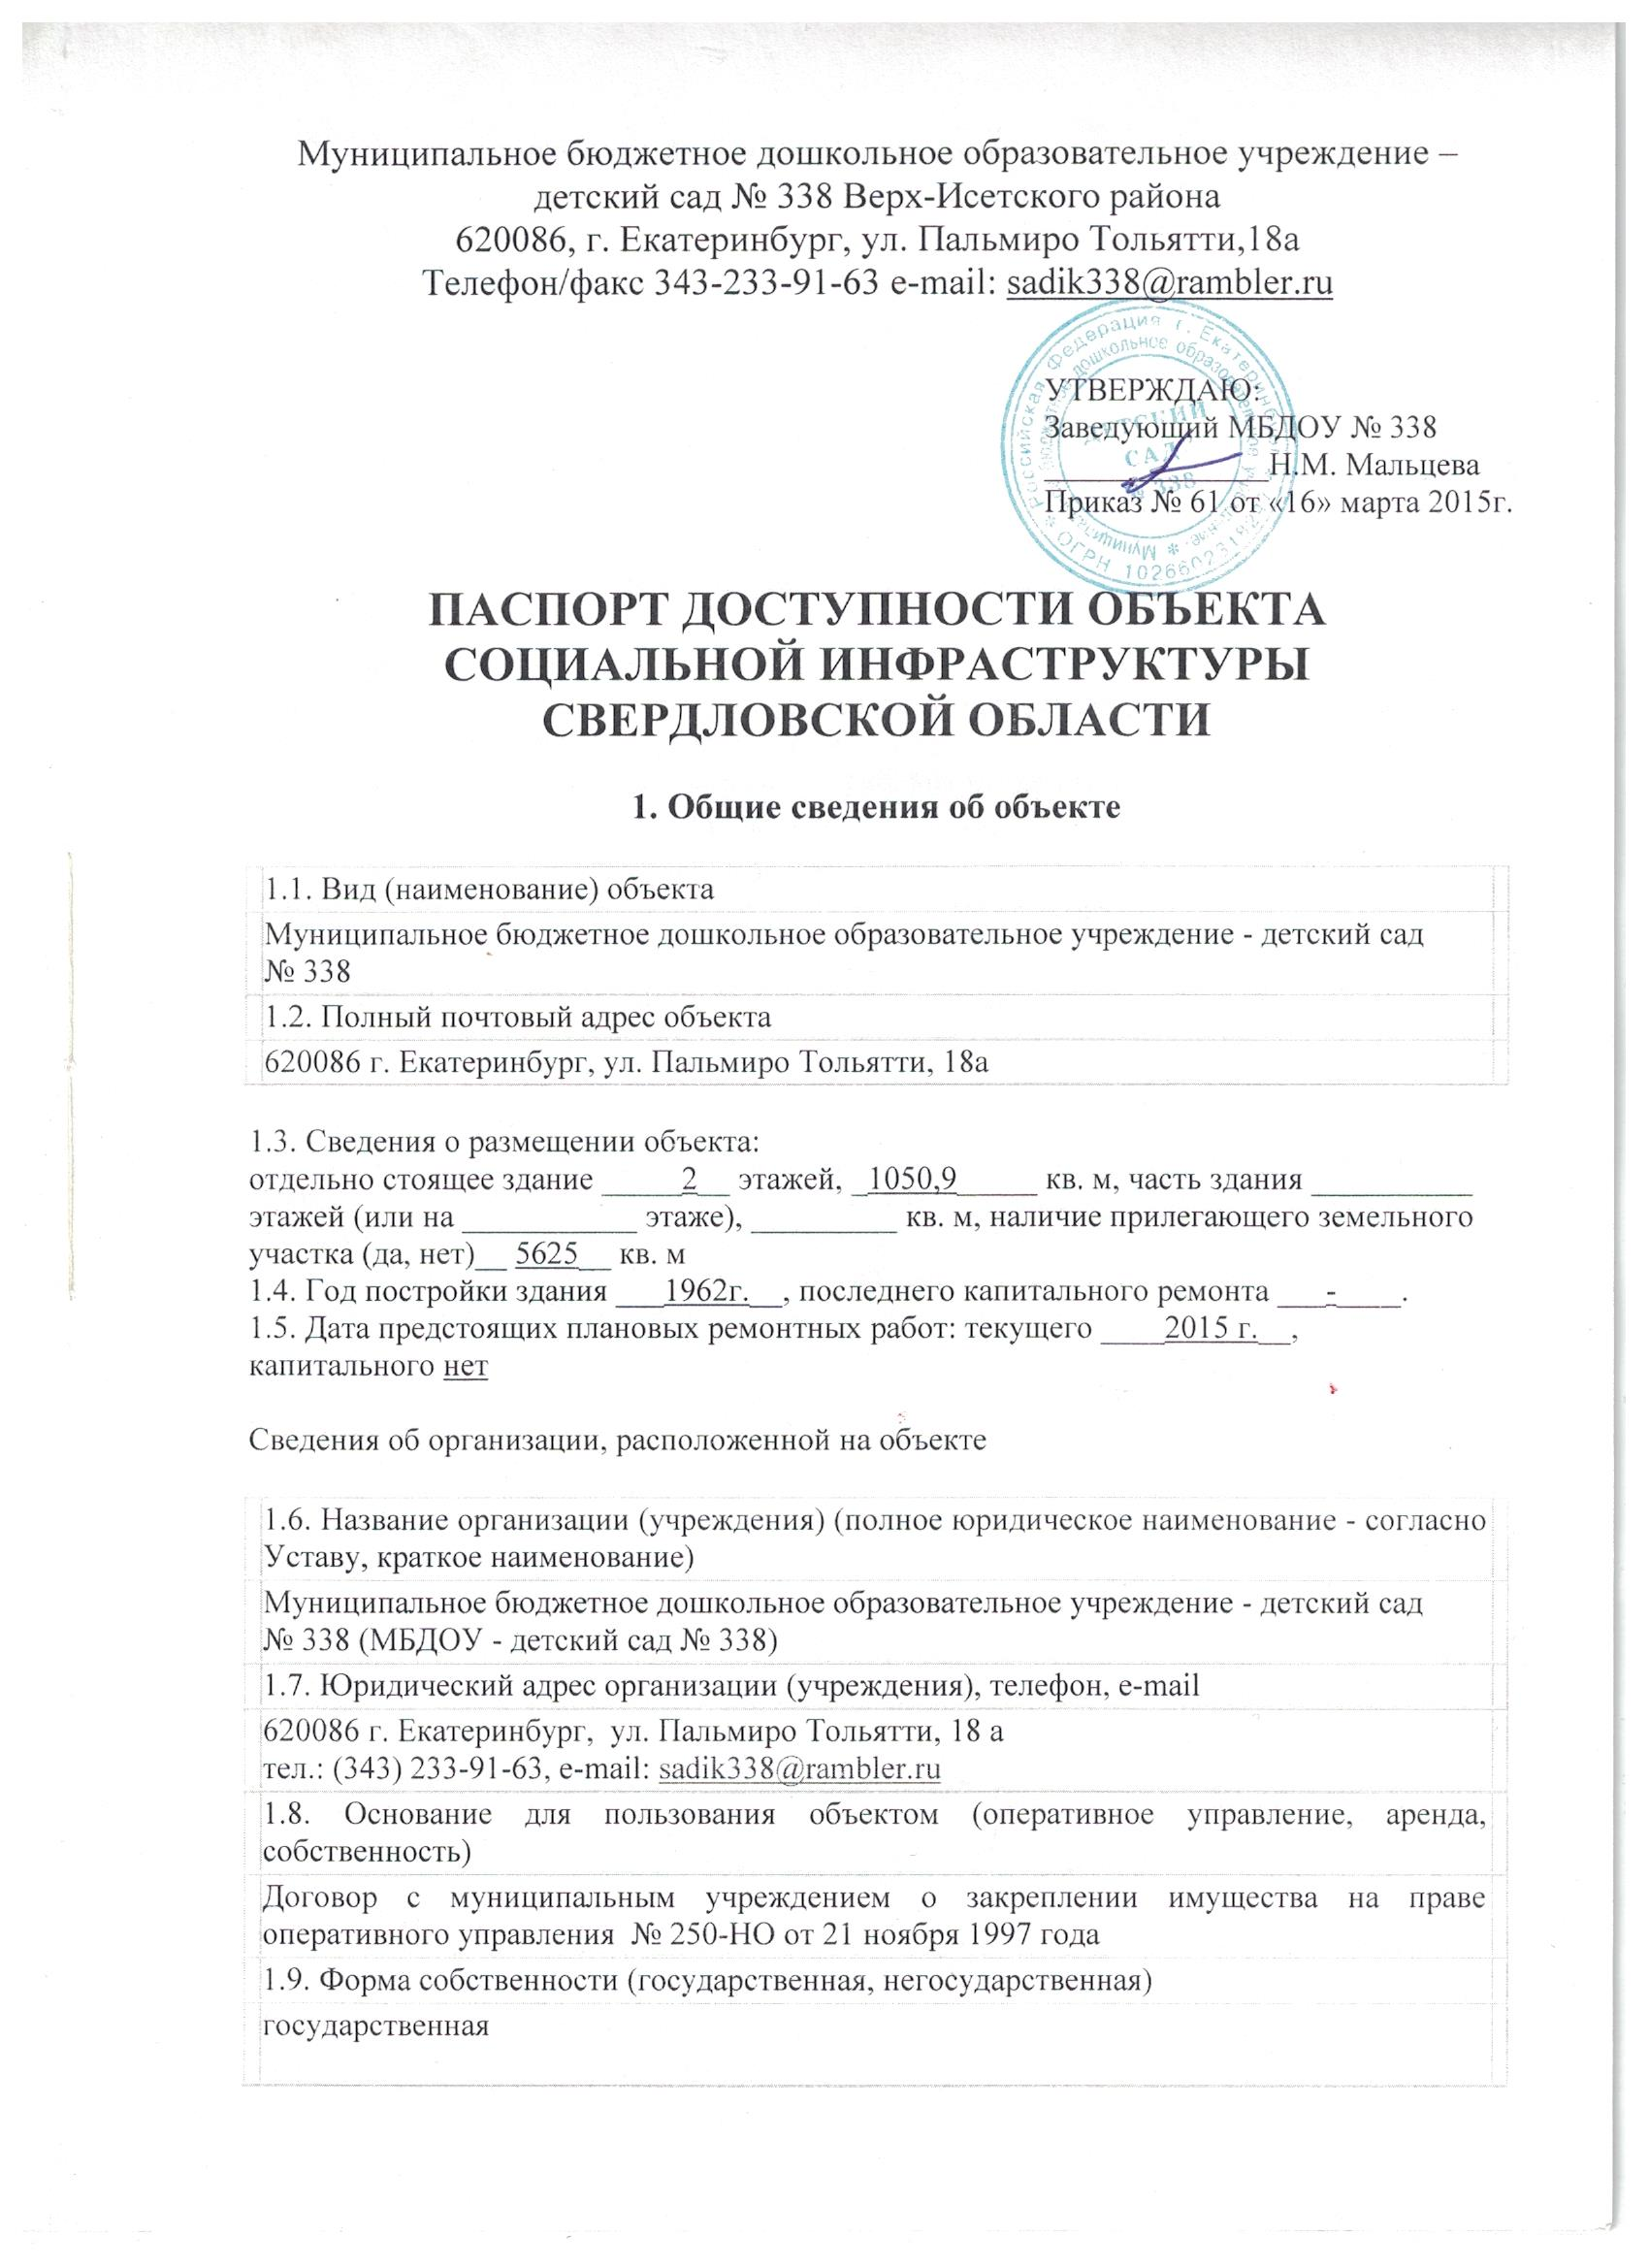 Муниципальное бюджетное дошкольное образовательное учреждение –
детский сад № 338 Верх-Исетского района
620086, г. Екатеринбург, ул. Пальмиро Тольятти,18а
Телефон/факс 343-233-91-63 e-mail: sadik338@rambler.ru
УТВЕРЖДАЮ:
Заведующий МБДОУ № 338
______________Н.М. Мальцева
Приказ № 61 от «16» марта 2015г.
Российская Федерация г. Екатеринбург
ДЕТСКИЙ
САД
№ 338
ПАСПОРТ ДОСТУПНОСТИ ОБЪЕКТА
СОЦИАЛЬНОЙ ИНФРАСТРУКТУРЫ
СВЕРДЛОВСКОЙ ОБЛАСТИ
1. Общие сведения об объекте
1.1. Вид (наименование) объекта
Муниципальное бюджетное дошкольное образовательное учреждение - детский сад
№ 338
1.2. Полный почтовый адрес объекта
620086 г. Екатеринбург, ул. Пальмиро Тольятти, 18а
1.3. Сведения о размещении объекта:
отдельно стоящее здание _____2__ этажей, _1050,9_____ кв. м, часть здания __________
этажей (или на ___________ этаже), _________ кв. м, наличие прилегающего земельного
участка (да, нет)__ 5625__ кв. м
1.4. Год постройки здания ___1962г.__, последнего капитального ремонта ___-____.
1.5. Дата предстоящих плановых ремонтных работ: текущего ____2015 г.__,
капитального нет
Сведения об организации, расположенной на объекте
1.6. Название организации (учреждения) (полное юридическое наименование - согласно
Уставу, краткое наименование)
Муниципальное бюджетное дошкольное образовательное учреждение - детский сад
№ 338 (МБДОУ - детский сад № 338)
1.7. Юридический адрес организации (учреждения), телефон, e-mail
620086 г. Екатеринбург, ул. Пальмиро Тольятти, 18 а
тел.: (343) 233-91-63, e-mail: sadik338@rambler.ru
1.8. Основание для пользования объектом (оперативное управление, аренда,
собственность)
Договор с муниципальным учреждением о закреплении имущества на праве
оперативного управления № 250-НО от 21 ноября 1997 года
1.9. Форма собственности (государственная, негосударственная)
государственная